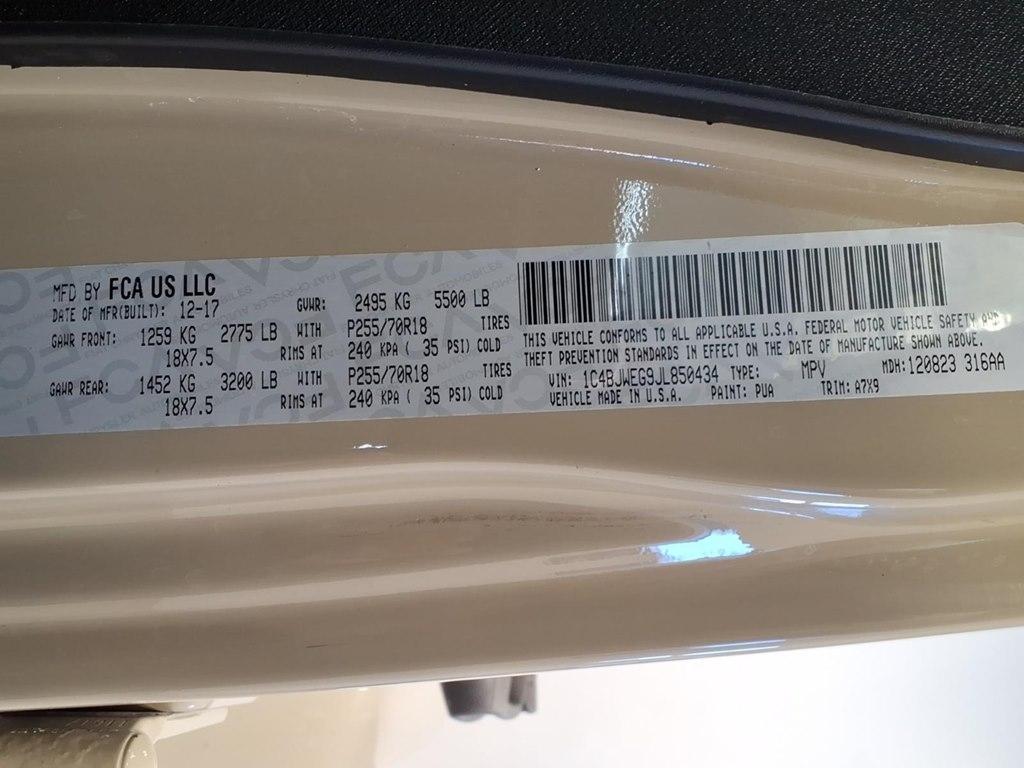 MFD BY FCA US LLC
DATE OF MFR(BUILT): 12-17 GVWR: 2495 KG 5500 LB
GAWR FRONT: 1259 KG 2775 LB WITH P255/70R18 TIRES
18X7.5 RIMS AT 240 KPA ( 35 PSI) COLD
GAWR REAR: 1452 KG 3200 LB WITH P255/70R18 TIRES
18X7.5 RIMS AT 240 KPA ( 35 PSI) COLD
THIS VEHICLE CONFORMS TO ALL APPLICABLE U.S.A. FEDERAL MOTOR VEHICLE SAFETY AND
THEFT PREVENTION STANDARDS IN EFFECT ON THE DATE OF MANUFACTURE SHOWN ABOVE.
VIN: 1C4BJWEG9JL850434 TYPE: MPV MDH:120823 316AA
VEHICLE MADE IN U.S.A. PAINT: PUA TRIM: A7X9